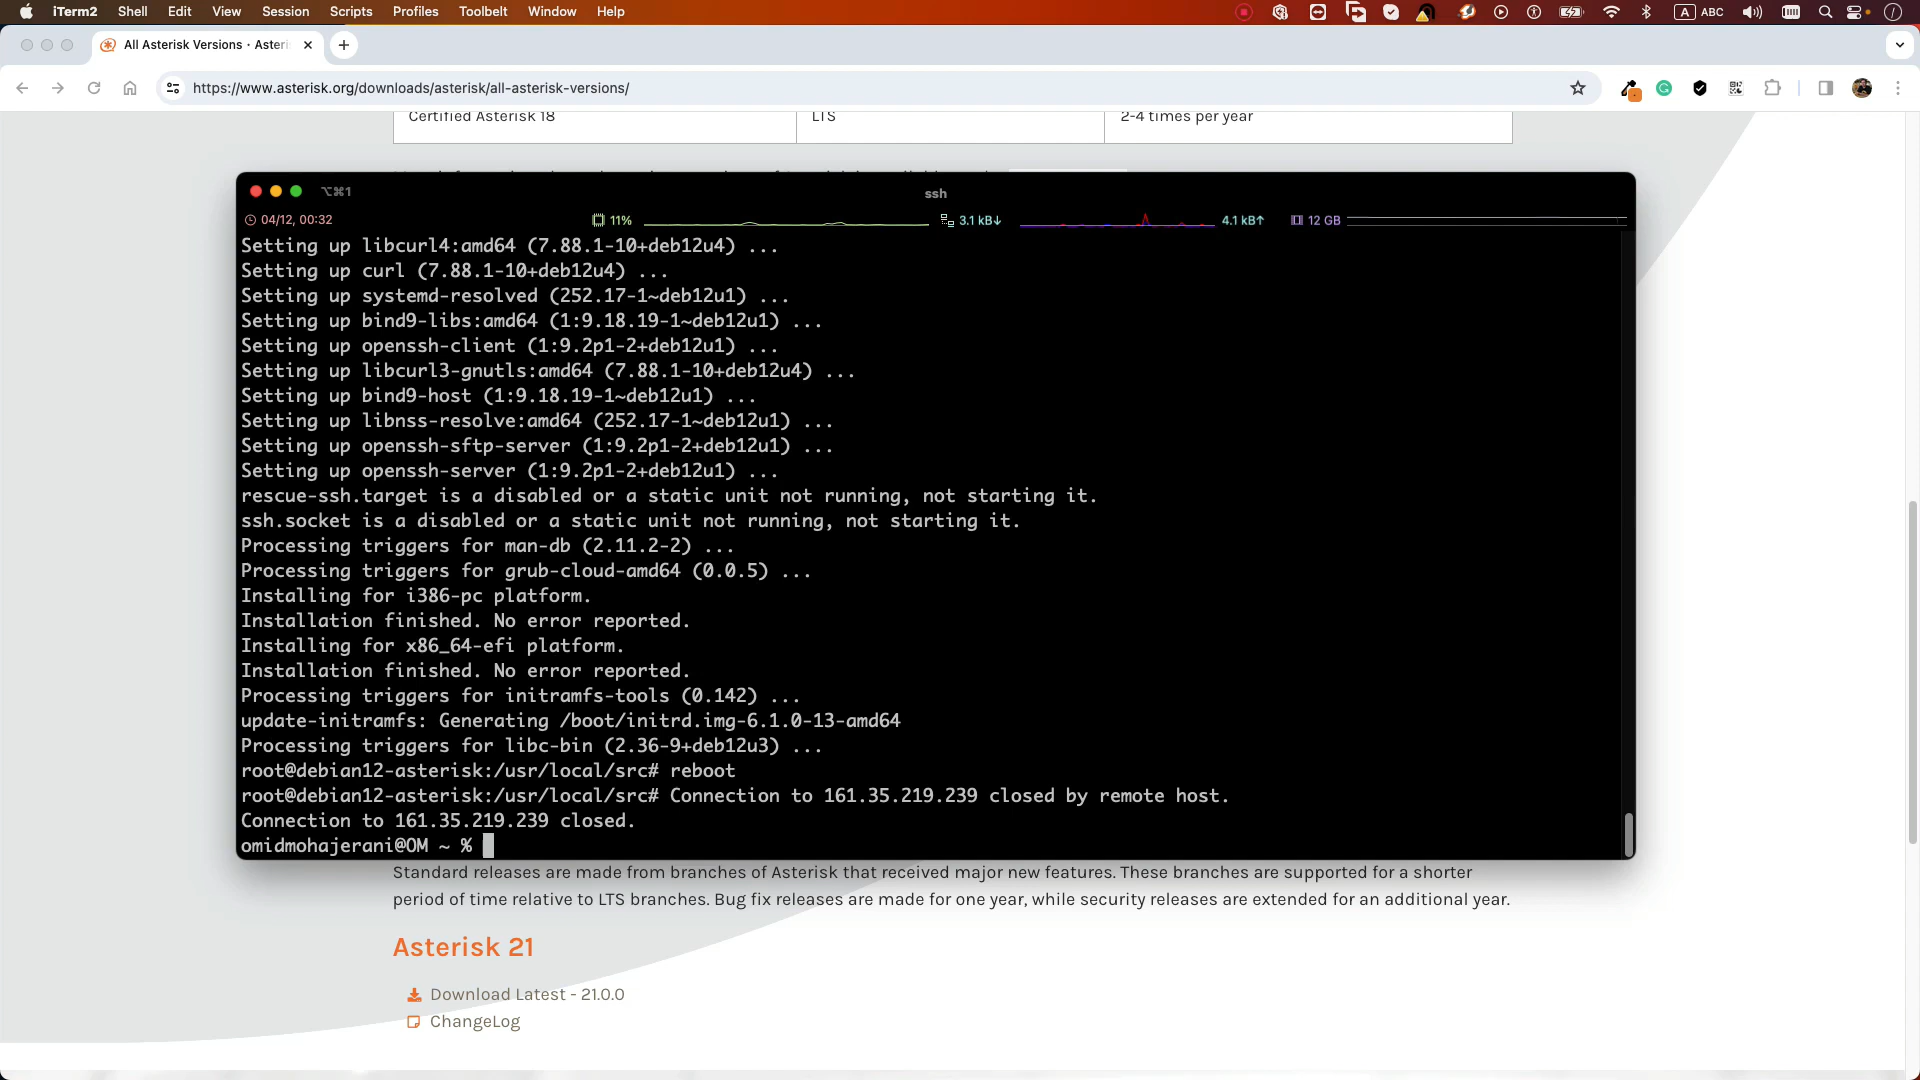 iTerm2 Shell Edit View Session Scripts Profiles Toolbelt Window Help A ABC
All Asterisk Versions · Asteri
https://www.asterisk.org/downloads/asterisk/all-asterisk-versions/
Certified Asterisk 18 LTS 2-4 times per year
⌥⌘1 ssh
04/12, 00:32 11% 3.1 kB↓ 4.1 kB↑ 12 GB
Setting up libcurl4:amd64 (7.88.1-10+deb12u4) ...
Setting up curl (7.88.1-10+deb12u4) ...
Setting up systemd-resolved (252.17-1~deb12u1) ...
Setting up bind9-libs:amd64 (1:9.18.19-1~deb12u1) ...
Setting up openssh-client (1:9.2p1-2+deb12u1) ...
Setting up libcurl3-gnutls:amd64 (7.88.1-10+deb12u4) ...
Setting up bind9-host (1:9.18.19-1~deb12u1) ...
Setting up libnss-resolve:amd64 (252.17-1~deb12u1) ...
Setting up openssh-sftp-server (1:9.2p1-2+deb12u1) ...
Setting up openssh-server (1:9.2p1-2+deb12u1) ...
rescue-ssh.target is a disabled or a static unit not running, not starting it.
ssh.socket is a disabled or a static unit not running, not starting it.
Processing triggers for man-db (2.11.2-2) ...
Processing triggers for grub-cloud-amd64 (0.0.5) ...
Installing for i386-pc platform.
Installation finished. No error reported.
Installing for x86_64-efi platform.
Installation finished. No error reported.
Processing triggers for initramfs-tools (0.142) ...
update-initramfs: Generating /boot/initrd.img-6.1.0-13-amd64
Processing triggers for libc-bin (2.36-9+deb12u3) ...
root@debian12-asterisk:/usr/local/src# reboot
root@debian12-asterisk:/usr/local/src# Connection to 161.35.219.239 closed by remote host.
Connection to 161.35.219.239 closed.
omidmohajerani@OM ~ %
Standard releases are made from branches of Asterisk that received major new features. These branches are supported for a shorter
period of time relative to LTS branches. Bug fix releases are made for one year, while security releases are extended for an additional year.
Asterisk 21
Download Latest - 21.0.0
ChangeLog